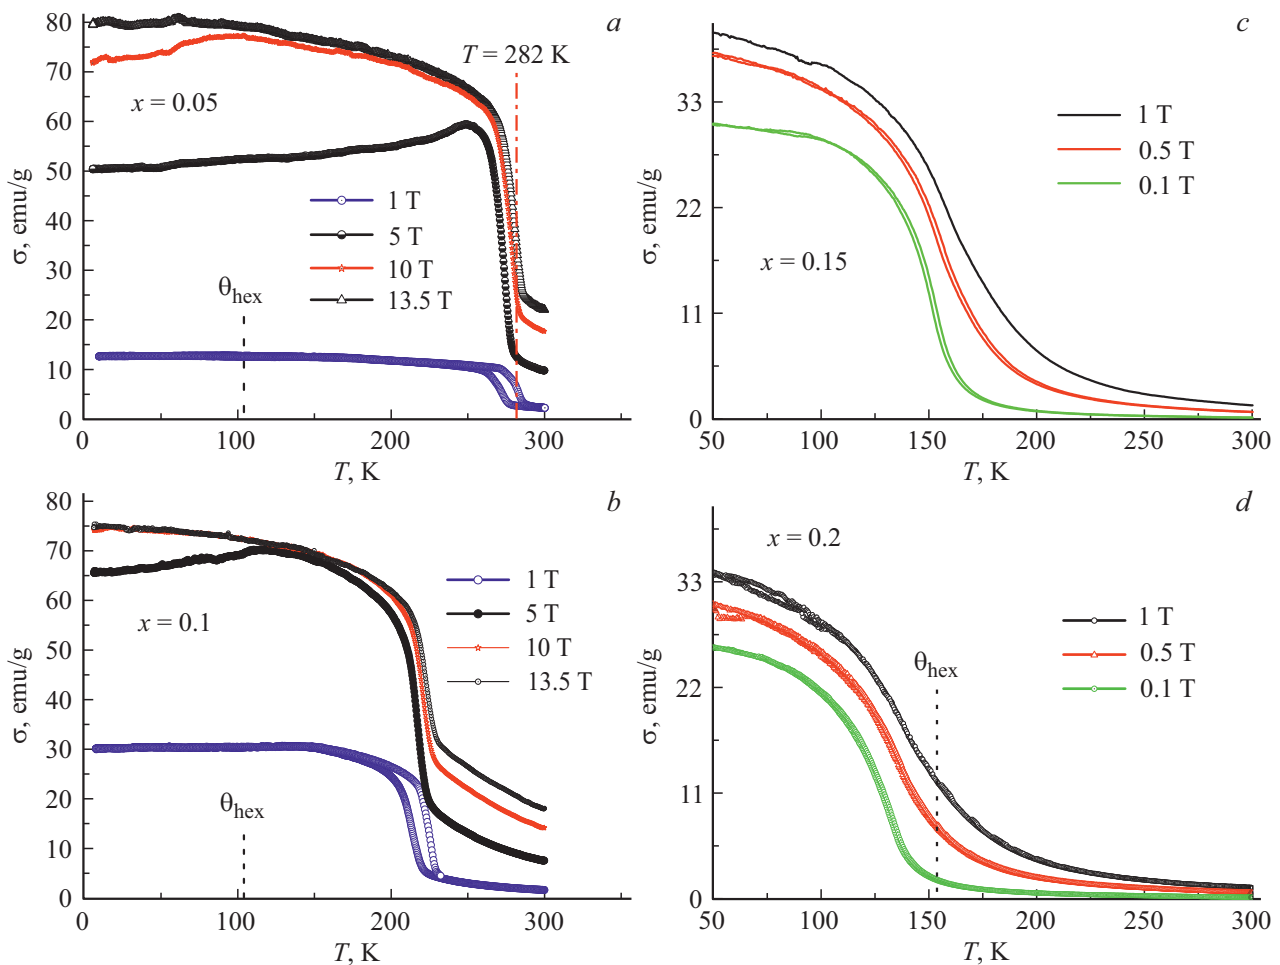 a
80
70
60
50
40
30
20
10
0
σ, emu/g
T = 282 K
x = 0.05
1 T
5 T
10 T
13.5 T
θhex
0
100
200
300
T, K
c
33
22
11
0
σ, emu/g
1 T
0.5 T
0.1 T
x = 0.15
50
100
150
200
250
300
T, K
b
80
70
60
50
40
30
20
10
0
σ, emu/g
x = 0.1
1 T
5 T
10 T
13.5 T
θhex
0
100
200
300
T, K
d
33
22
11
0
σ, emu/g
x = 0.2
1 T
0.5 T
0.1 T
θhex
50
100
150
200
250
300
T, K